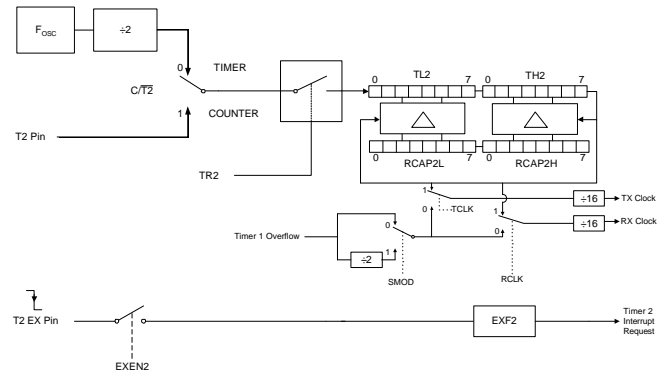 FOSC
÷2
0
TIMER
C/T2
1
COUNTER
T2 Pin
TR2
TL2
TH2
0
7
0
7
0
7
0
7
RCAP2L
RCAP2H
1
TCLK
0
÷16
TX Clock
1
0
÷16
RX Clock
Timer 1 Overflow
0
1
÷2
SMOD
RCLK
T2 EX Pin
EXEN2
EXF2
Timer 2
Interrupt
Request